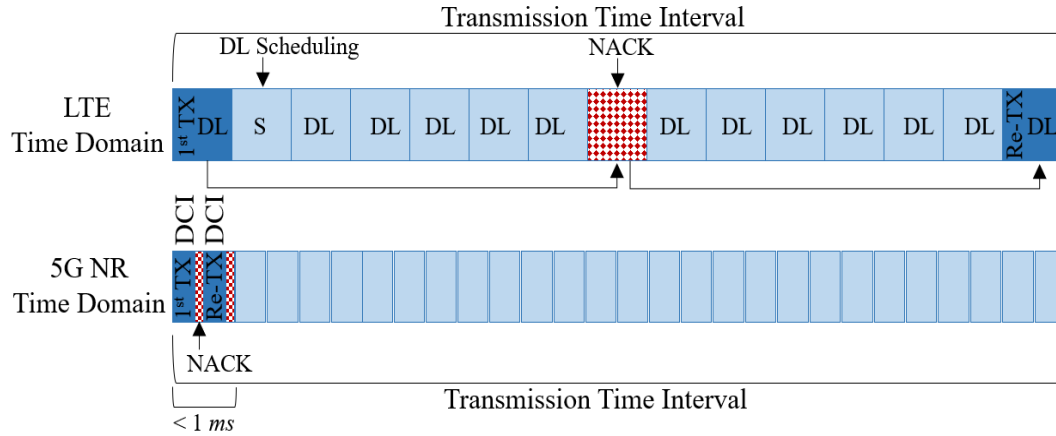 Transmission Time Interval
DL Scheduling
NACK
LTE
Time Domain
1st TX
DL
S
DL
DL
DL
DL
DL
DL
DL
DL
DL
DL
DL
Re-TX
DL
DCI
DCI
5G NR
Time Domain
1st TX
Re-TX
NACK
Transmission Time Interval
< 1 ms